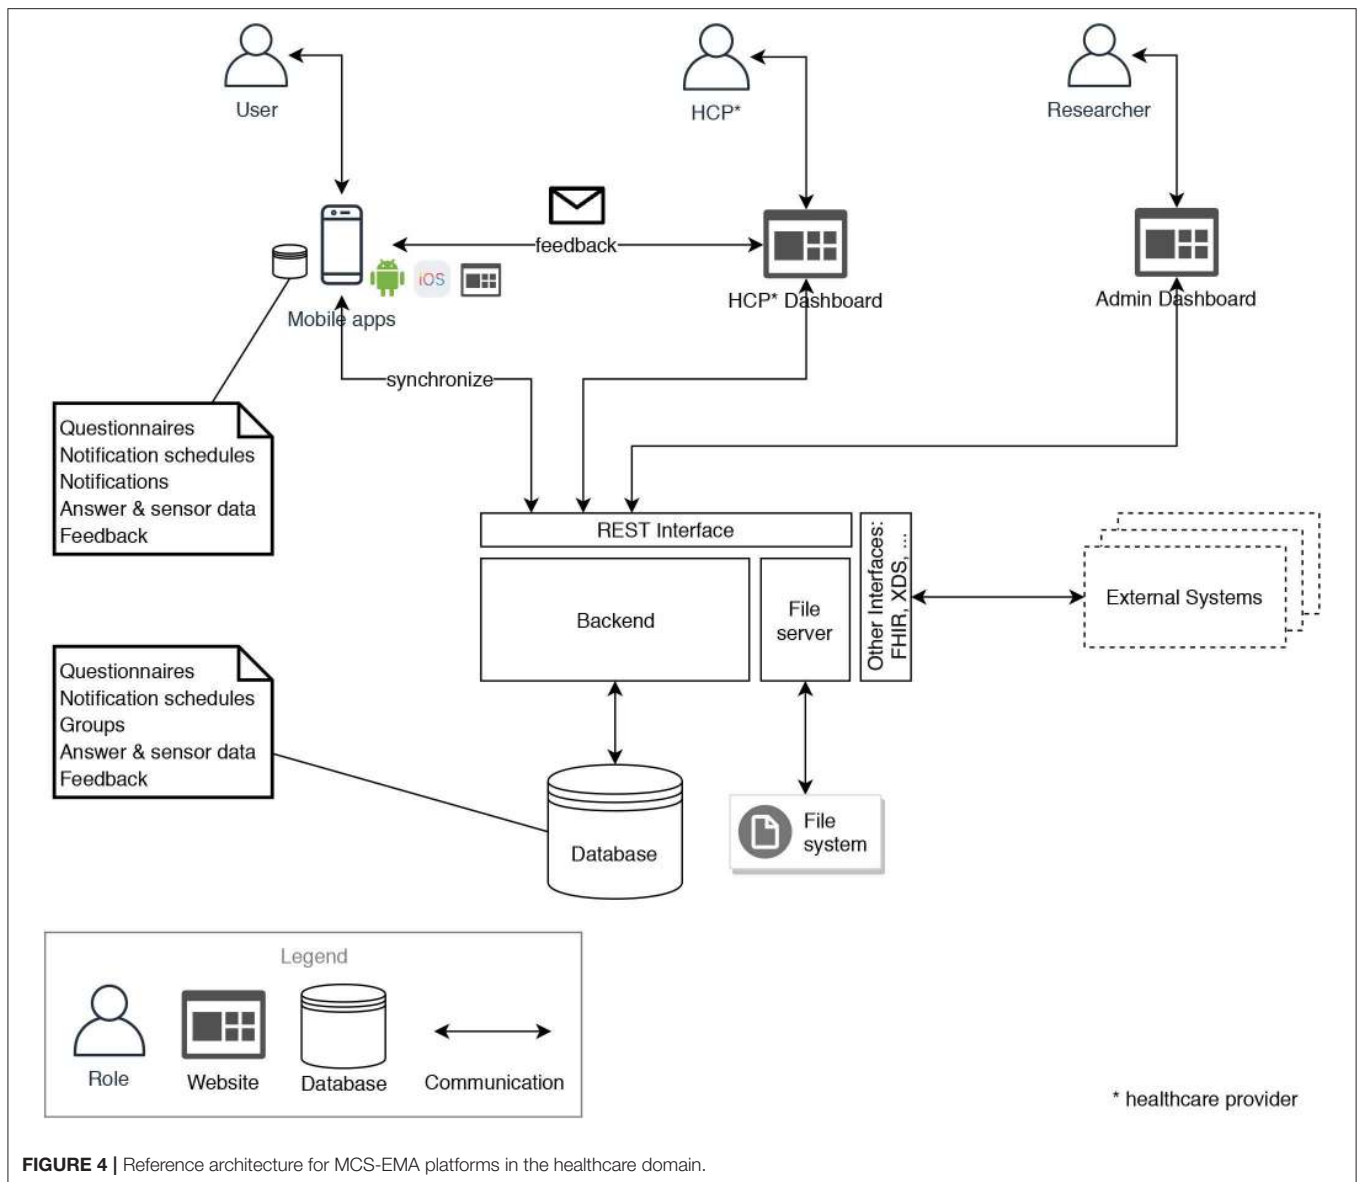 User
HCP*
Researcher
feedback
iOS
Mobile apps
HCP* Dashboard
Admin Dashboard
synchronize
Questionnaires
Notification schedules
Notifications
Answer & sensor data
Feedback
REST Interface
Backend
File
server
Other Interfaces:
FHIR, XDS, ...
External Systems
Questionnaires
Notification schedules
Groups
Answer & sensor data
Feedback
Database
File
system
Legend
Role
Website
Database
Communication
* healthcare provider
FIGURE 4 | Reference architecture for MCS-EMA platforms in the healthcare domain.